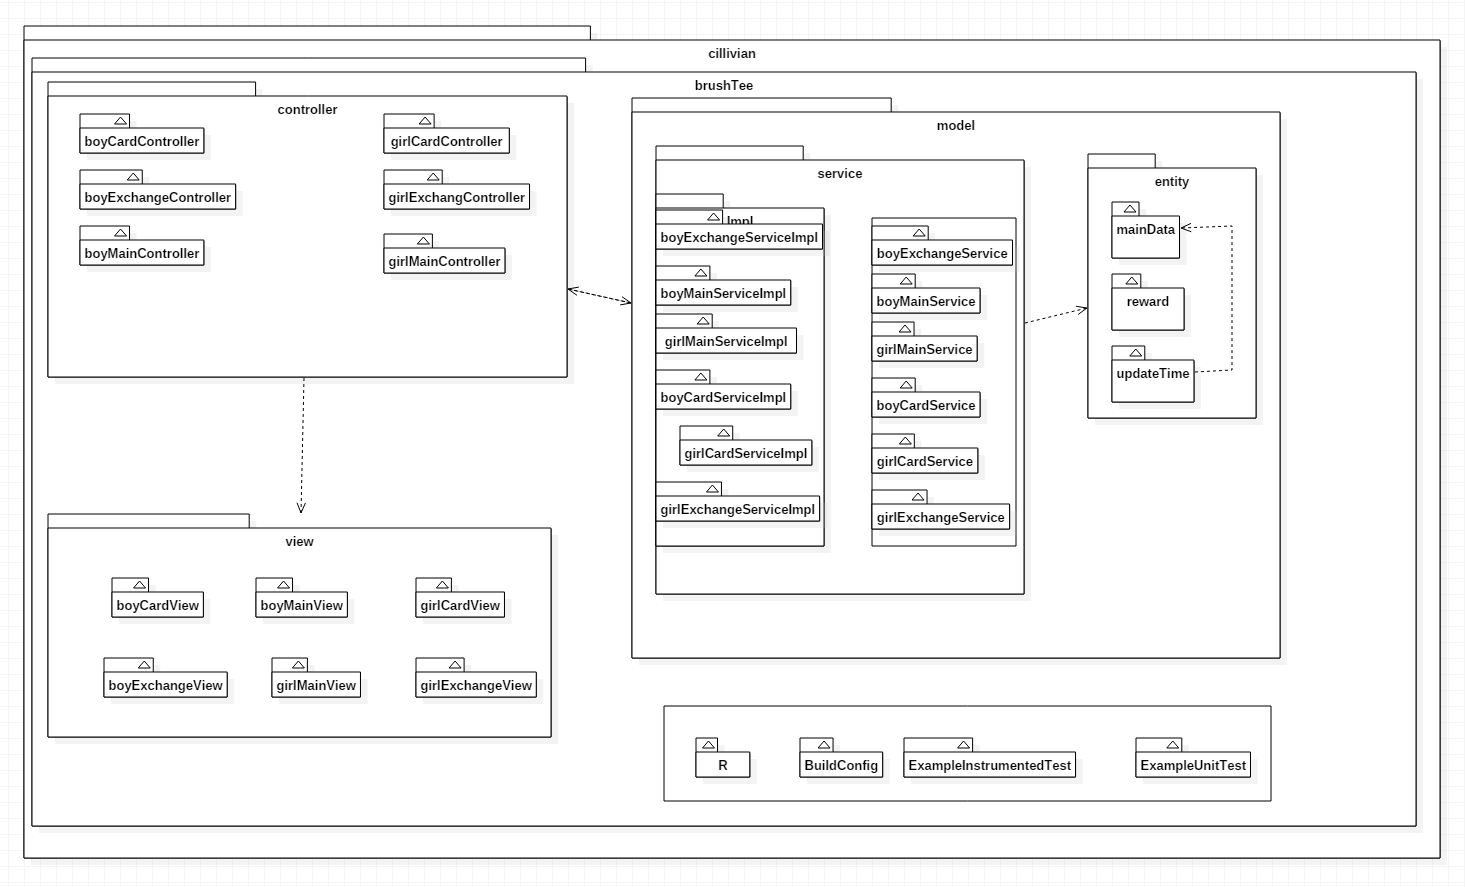 cillivian
brushTee
controller
boyCardController
girlCardController
boyExchangeController
girlExchangController
boyMainController
girlMainController
view
boyCardView
boyMainView
girlCardView
boyExchangeView
girlMainView
girlExchangeView
model
service
Impl
boyExchangeServiceImpl
boyMainServiceImpl
girlMainServiceImpl
boyCardServiceImpl
girlCardServiceImpl
girlExchangeServiceImpl
boyExchangeService
boyMainService
girlMainService
boyCardService
girlCardService
girlExchangeService
entity
mainData
reward
updateTime
R
BuildConfig
ExampleInstrumentedTest
ExampleUnitTest